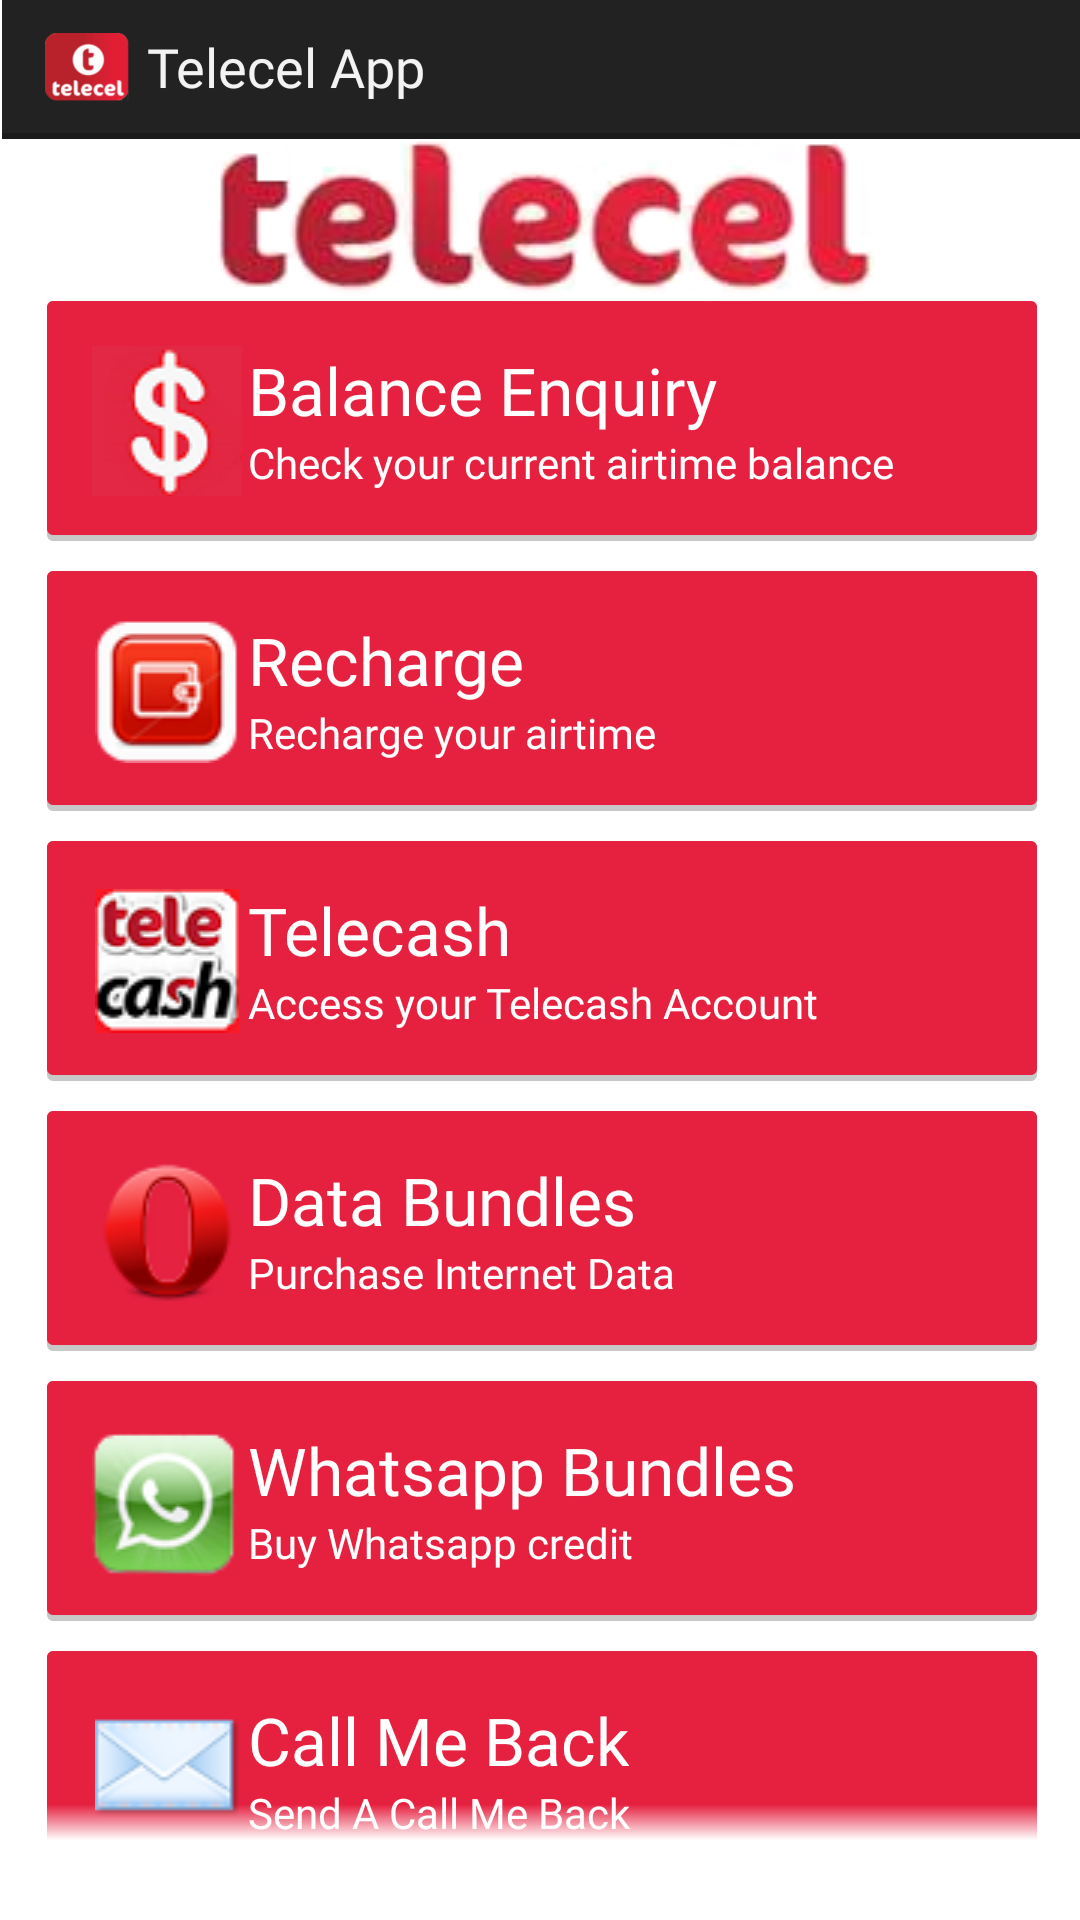 telecel
Telecel App
telecel
Balance Enquiry
Check your current airtime balance
Recharge
Recharge your airtime
tele
cash
Telecash
Access your Telecash Account
Data Bundles
Purchase Internet Data
Whatsapp Bundles
Buy Whatsapp credit
Call Me Back
Send A Call Me Back